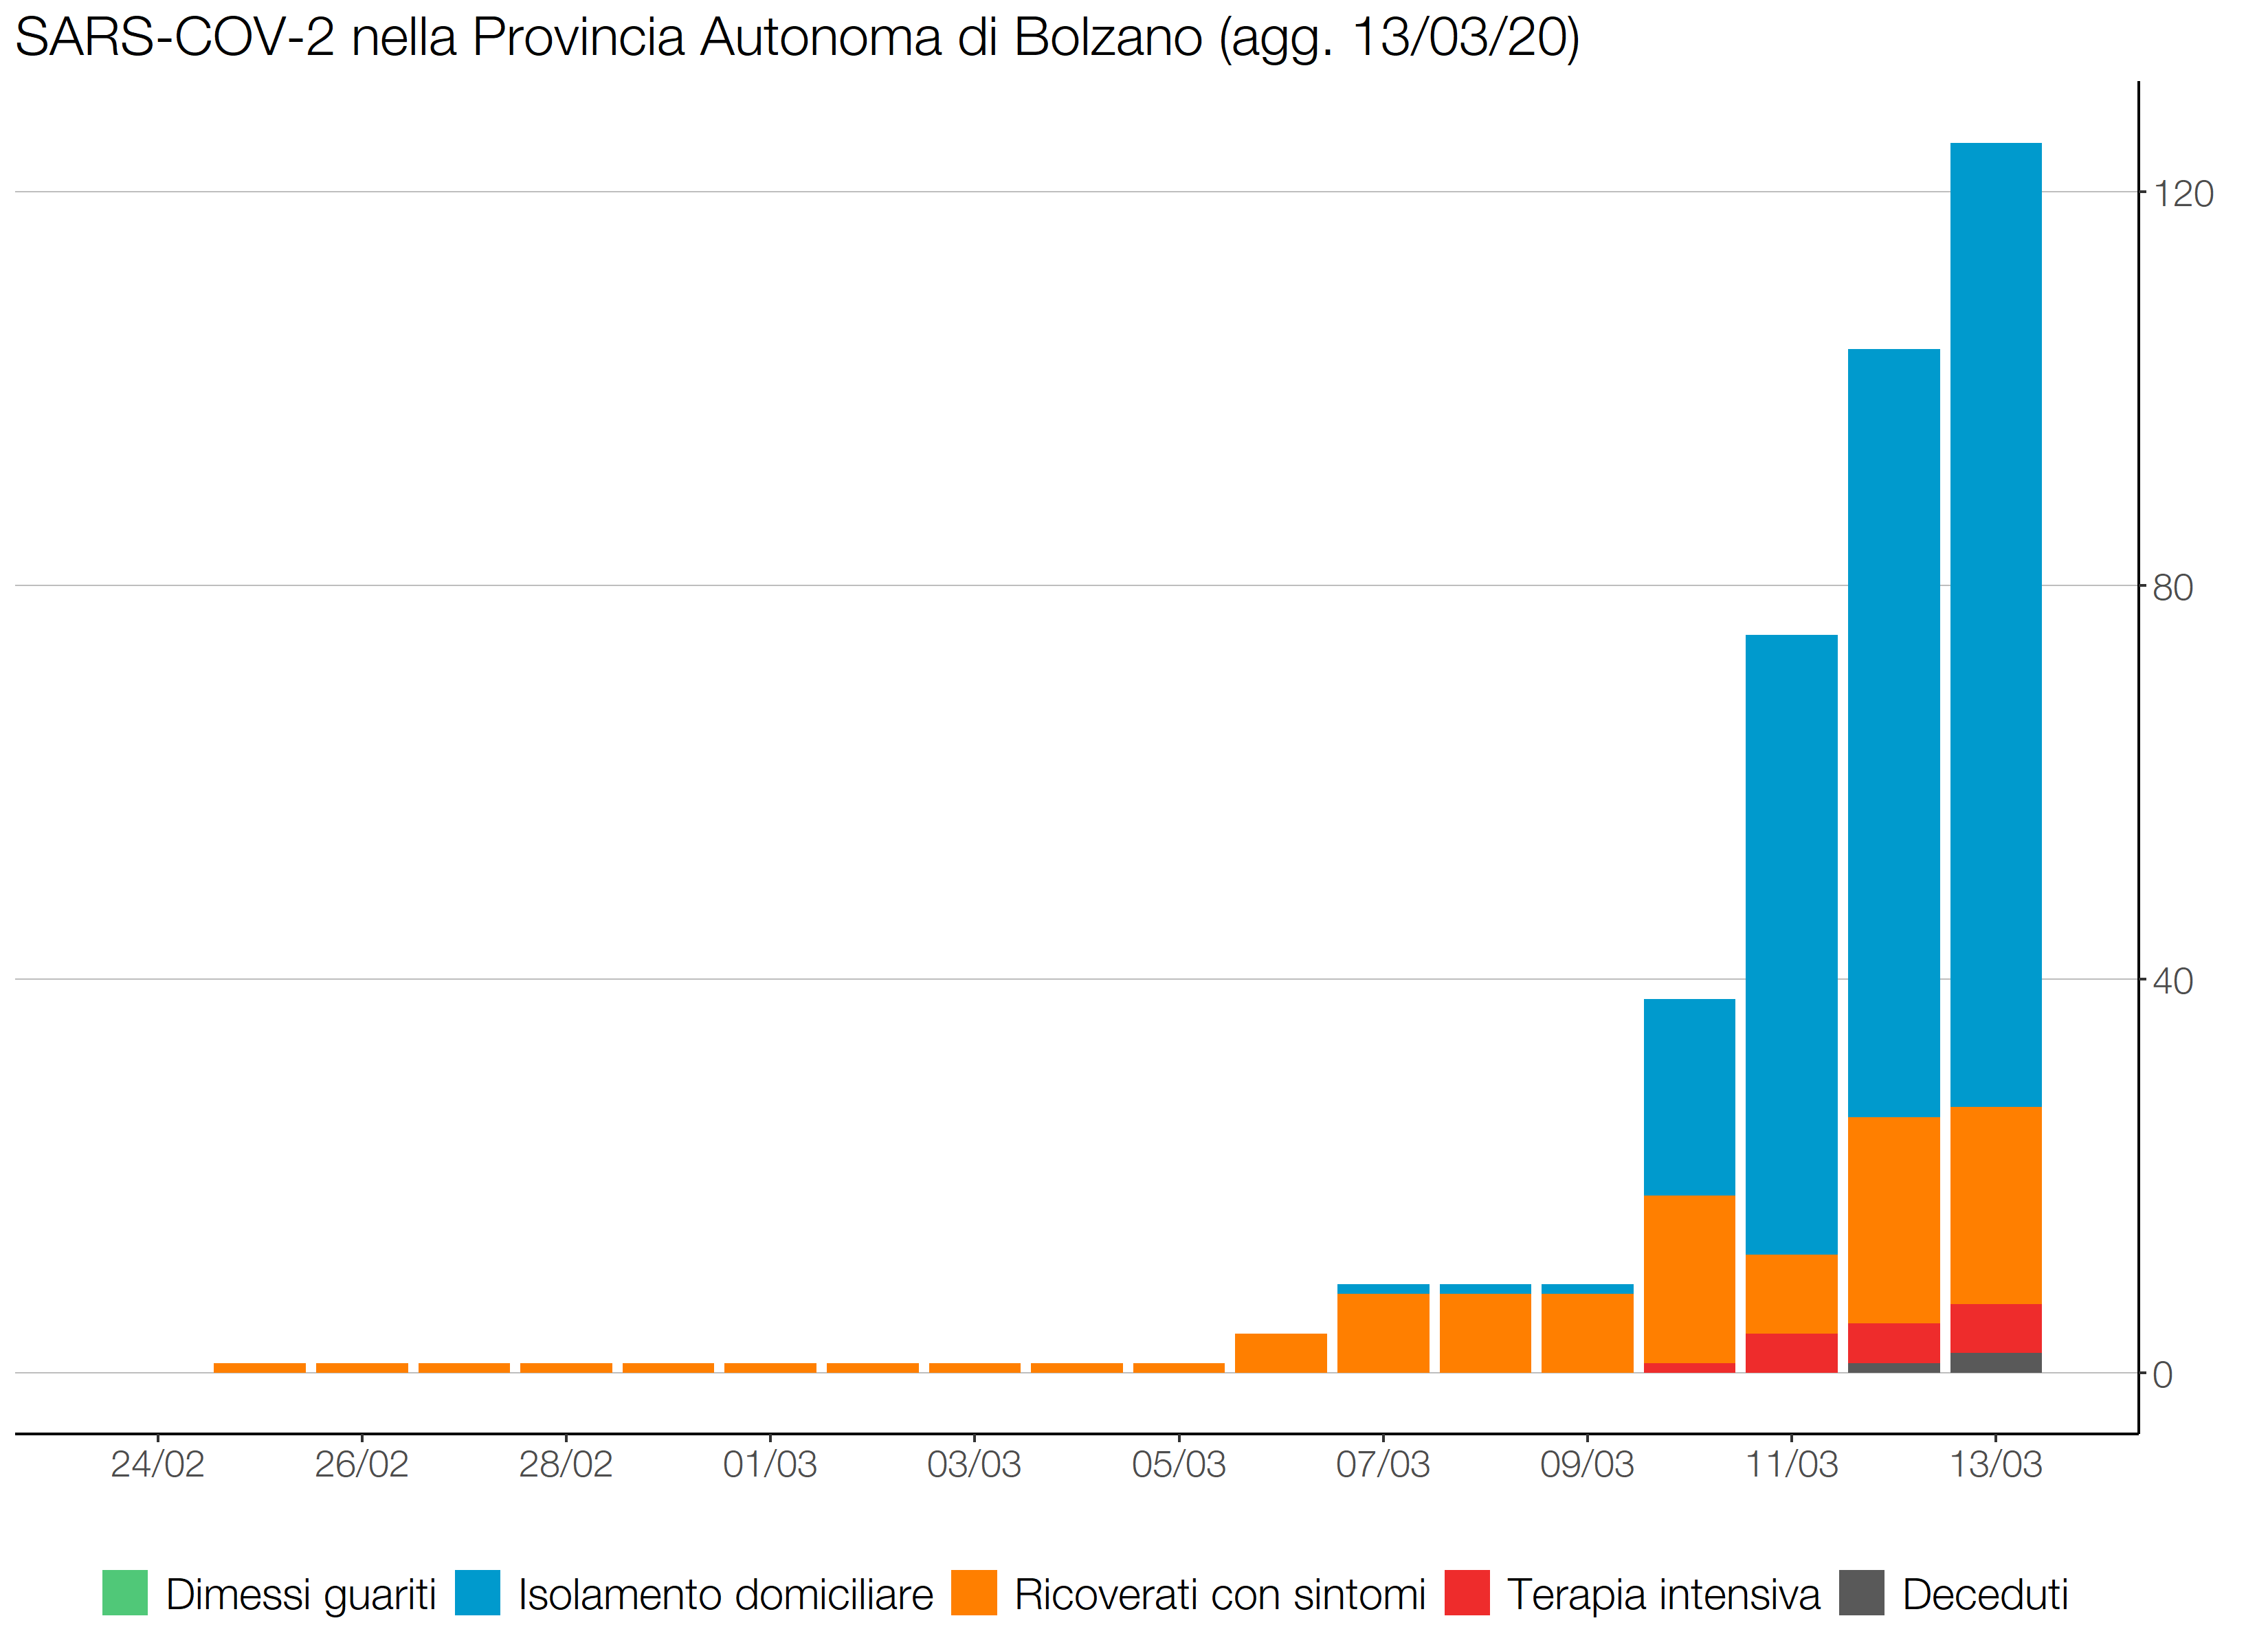 SARS-COV-2 nella Provincia Autonoma di Bolzano (agg. 13/03/20)
120
80
40
0
24/02 26/02 28/02 01/03 03/03 05/03 07/03 09/03 11/03 13/03
Dimessi guariti Isolamento domiciliare Ricoverati con sintomi Terapia intensiva Deceduti